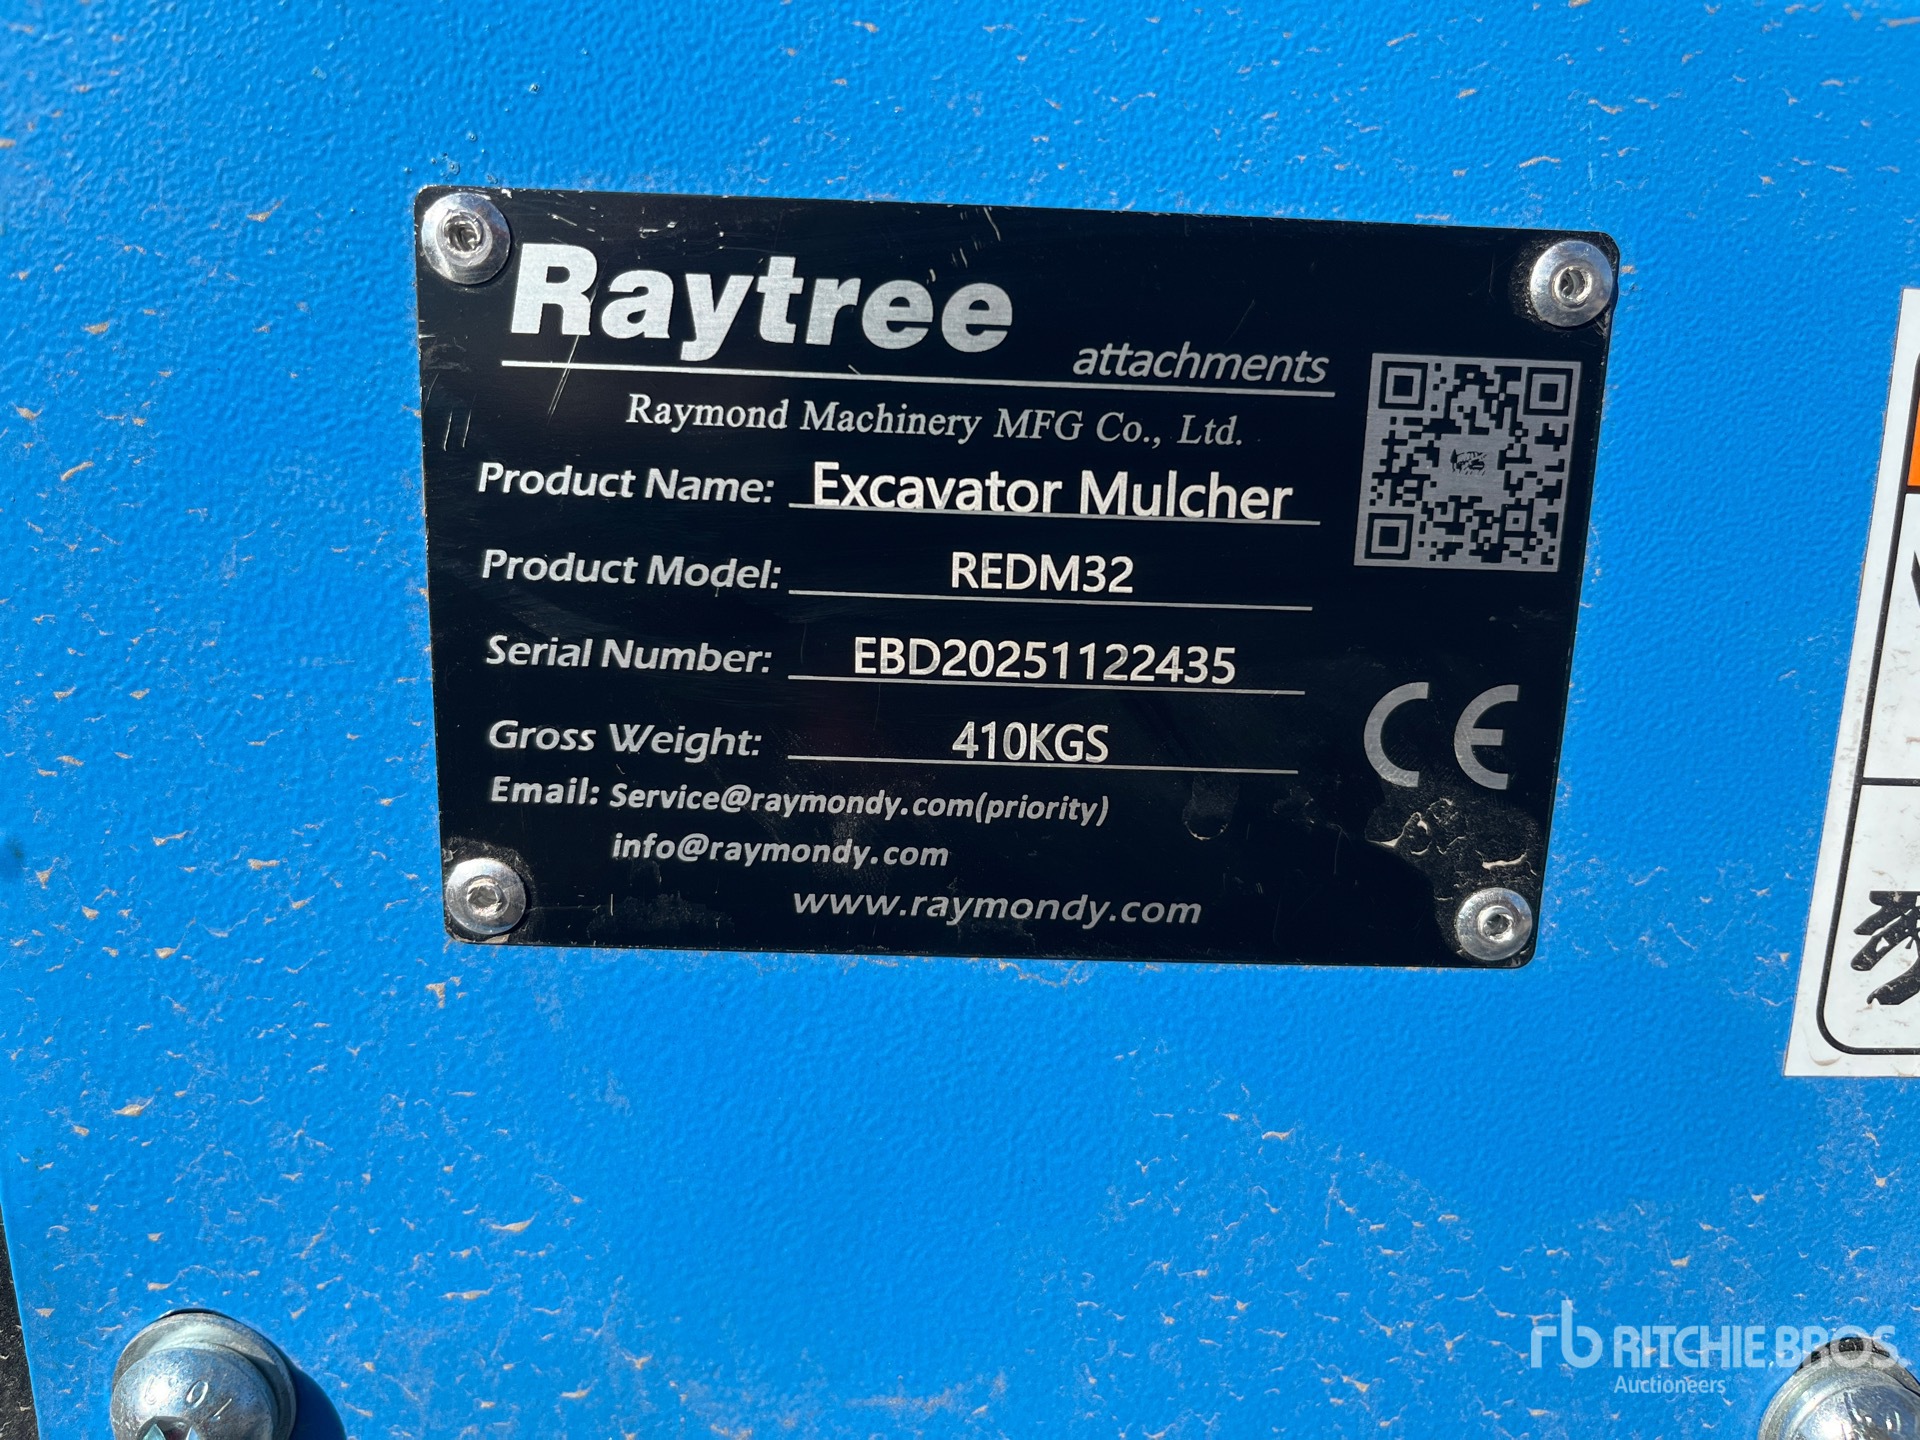 Raytree
attachments
Raymond Machinery MFG Co., Ltd.
Product Name: Excavator Mulcher
Product Model: REDM32
Serial Number: EBD20251122435
Gross Weight: 410KGS
Email: Service@raymondy.com(priority)
info@raymondy.com
www.raymondy.com
CE
rb RITCHIE BROS.
Auctioneers